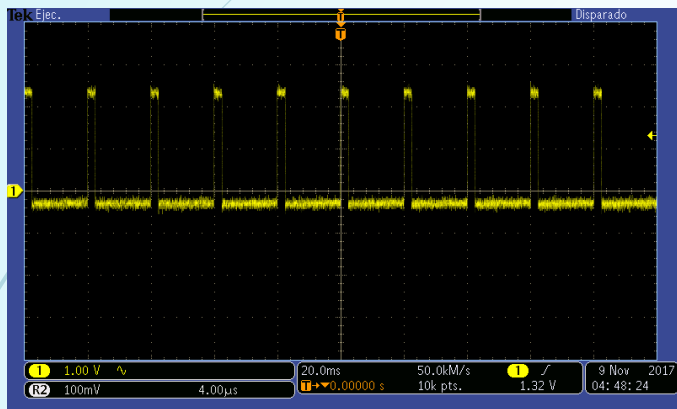 Tek Ejec. Disparado
T
T
1
1 1.00 V 20.0ms 50.0kM/s 1 9 Nov 2017
R2 100mV 4.00µs T→▼0.00000 s 10k pts. 1.32 V 04:48:24